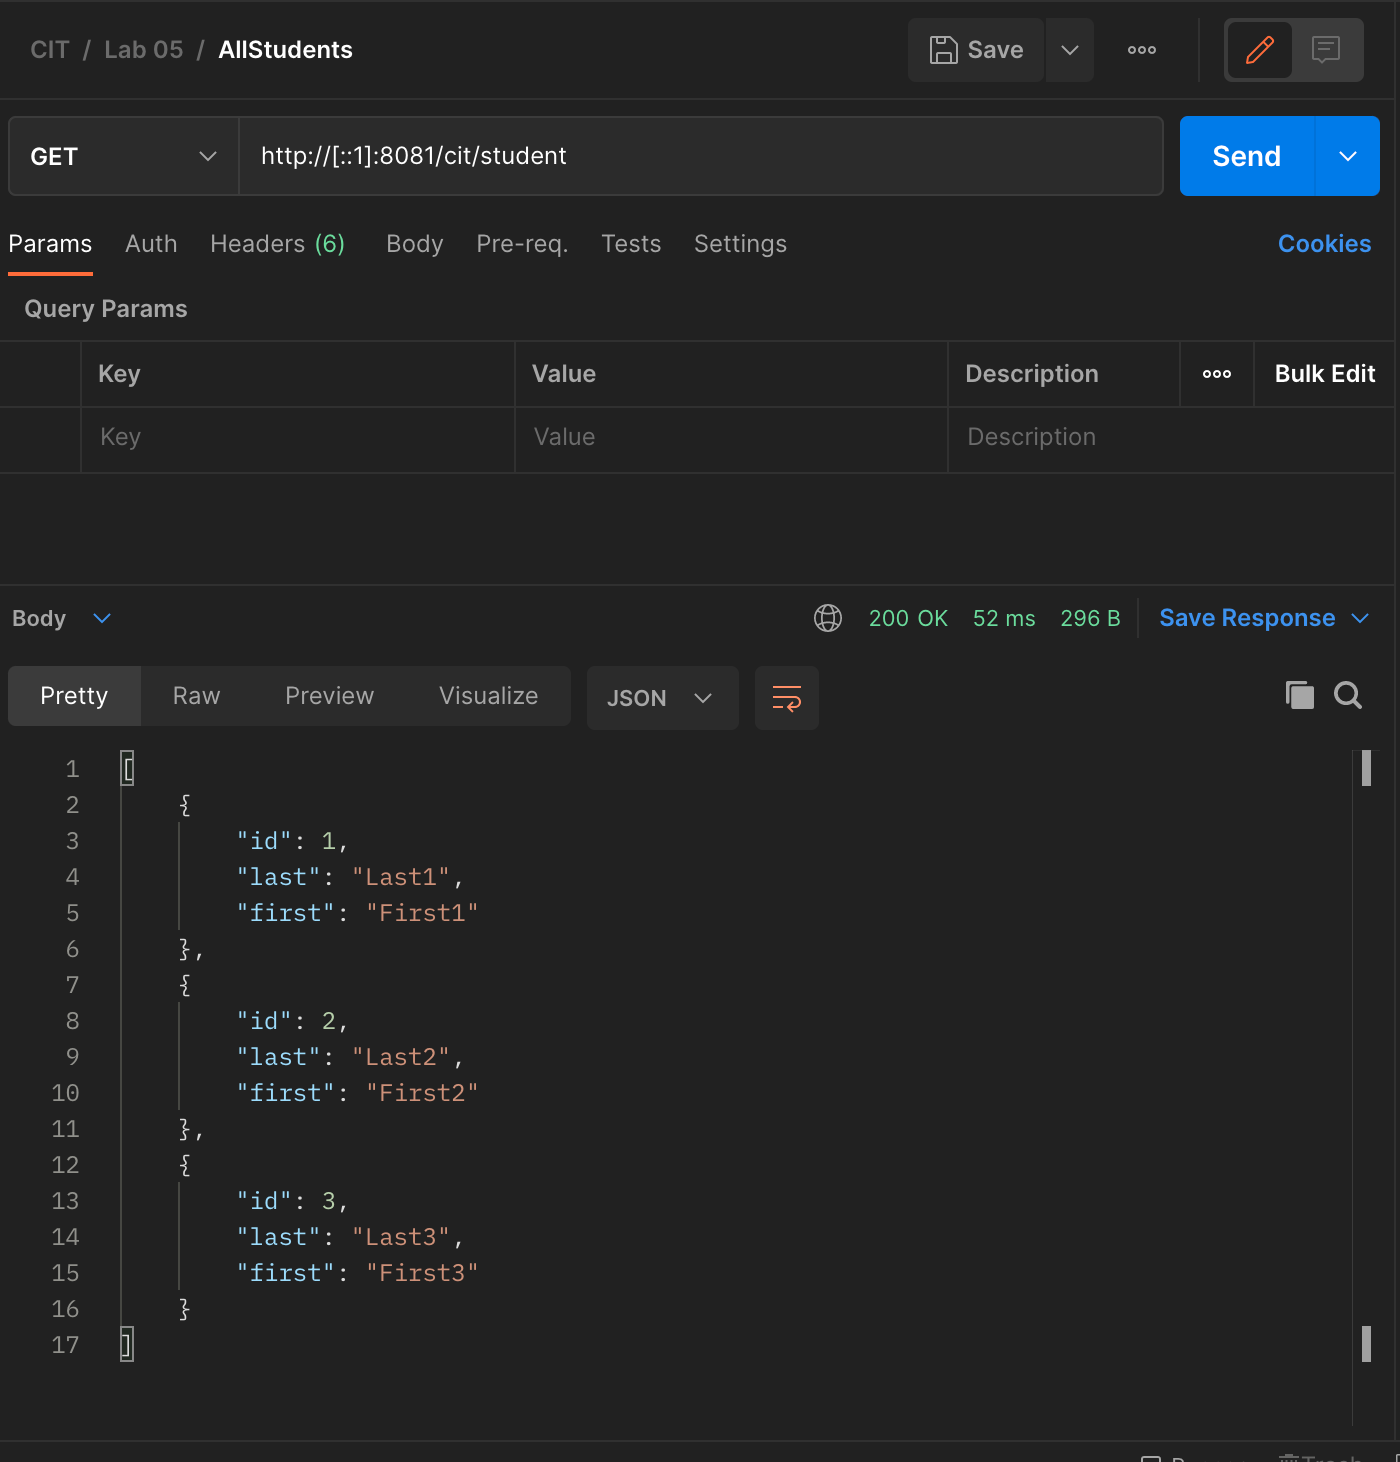 CIT / Lab 05 / AllStudents
Save
GET
http://[::1]:8081/cit/student
Send
Params Auth Headers (6) Body Pre-req. Tests Settings Cookies
Query Params
Key Value Description Bulk Edit
Key Value Description
Body 200 OK 52 ms 296 B Save Response
Pretty Raw Preview Visualize JSON
1 [
2 {
3 "id": 1,
4 "last": "Last1",
5 "first": "First1"
6 },
7 {
8 "id": 2,
9 "last": "Last2",
10 "first": "First2"
11 },
12 {
13 "id": 3,
14 "last": "Last3",
15 "first": "First3"
16 }
17 ]